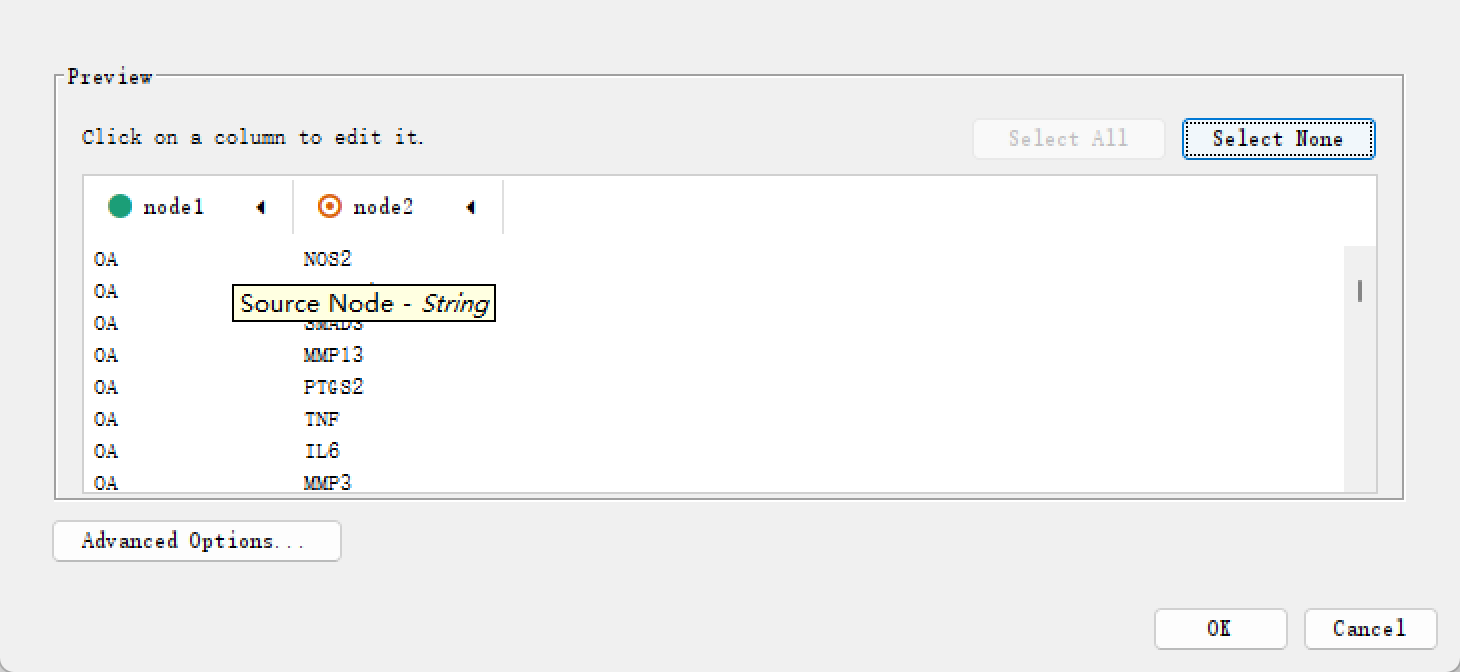 Preview
Click on a column to edit it.
Select All
Select None
node1
node2
OA NOS2
OA
Source Node - String
OA SMAD3
OA MMP13
OA PTGS2
OA TNF
OA IL6
OA MMP3
Advanced Options...
OK
Cancel